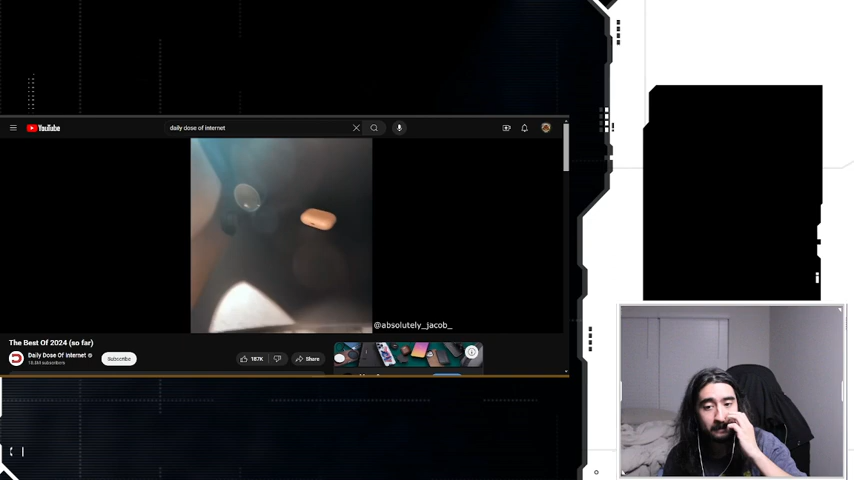 YouTube
daily dose of internet
@absolutely_jacob_
The Best Of 2024 (so far)
Daily Dose Of Internet
Subscribe
187K
Share